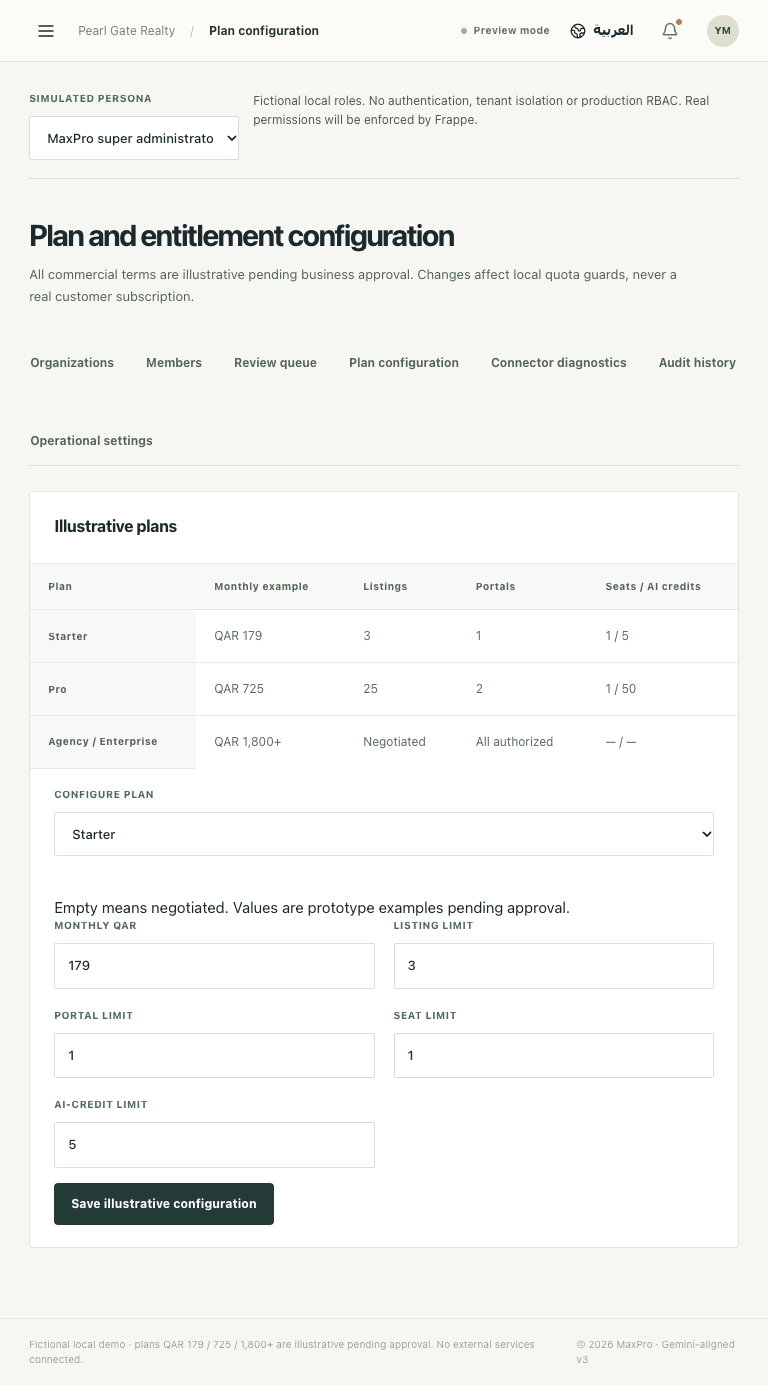 Pearl Gate Realty / Plan configuration
Preview mode
العربية
YM
SIMULATED PERSONA
MaxPro super administrato
Fictional local roles. No authentication, tenant isolation or production RBAC. Real
permissions will be enforced by Frappe.
Plan and entitlement configuration
All commercial terms are illustrative pending business approval. Changes affect local quota guards, never a
real customer subscription.
Organizations Members Review queue Plan configuration Connector diagnostics Audit history
Operational settings
Illustrative plans
Plan Monthly example Listings Portals Seats / AI credits
Starter QAR 179 3 1 1 / 5
Pro QAR 725 25 2 1 / 50
Agency / Enterprise QAR 1,800+ Negotiated All authorized — / —
CONFIGURE PLAN
Starter
Empty means negotiated. Values are prototype examples pending approval.
MONTHLY QAR LISTING LIMIT
179 3
PORTAL LIMIT SEAT LIMIT
1 1
AI-CREDIT LIMIT
5
Save illustrative configuration
Fictional local demo · plans QAR 179 / 725 / 1,800+ are illustrative pending approval. No external services
connected.
© 2026 MaxPro · Gemini-aligned
v3